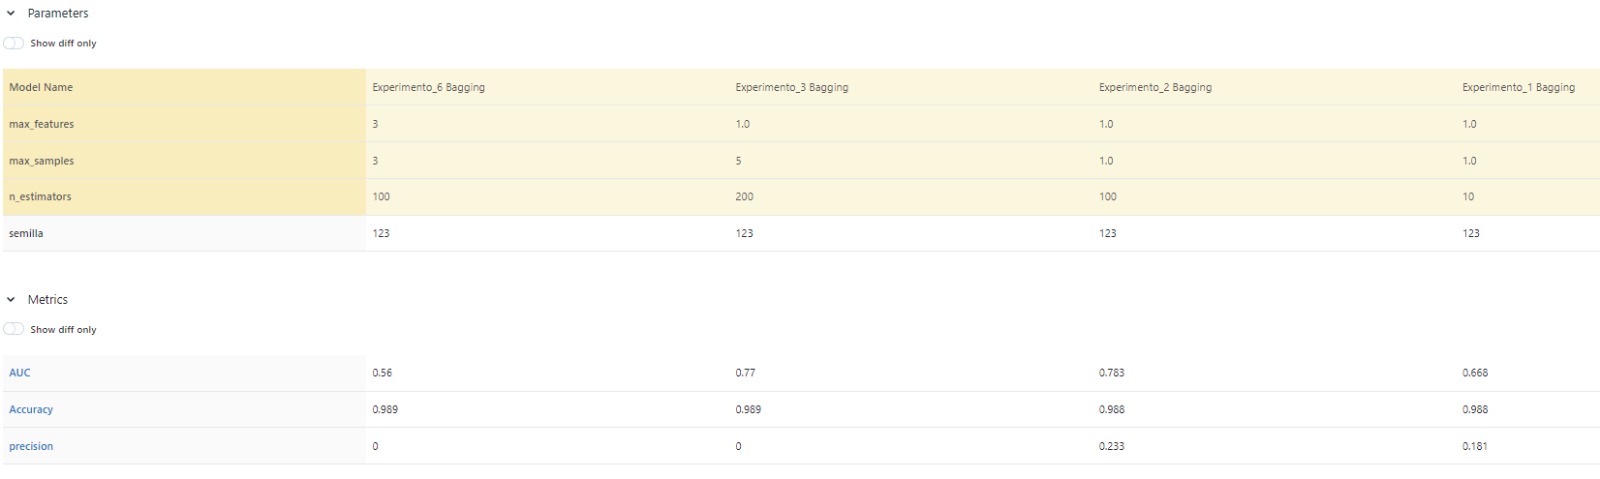 Parameters
Show diff only
Model Name Experimento_6 Bagging Experimento_3 Bagging Experimento_2 Bagging Experimento_1 Bagging
max_features 3 1.0 1.0 1.0
max_samples 3 5 1.0 1.0
n_estimators 100 200 100 10
semilla 123 123 123 123
Metrics
Show diff only
AUC 0.56 0.77 0.783 0.668
Accuracy 0.989 0.989 0.988 0.988
precision 0 0 0.233 0.181